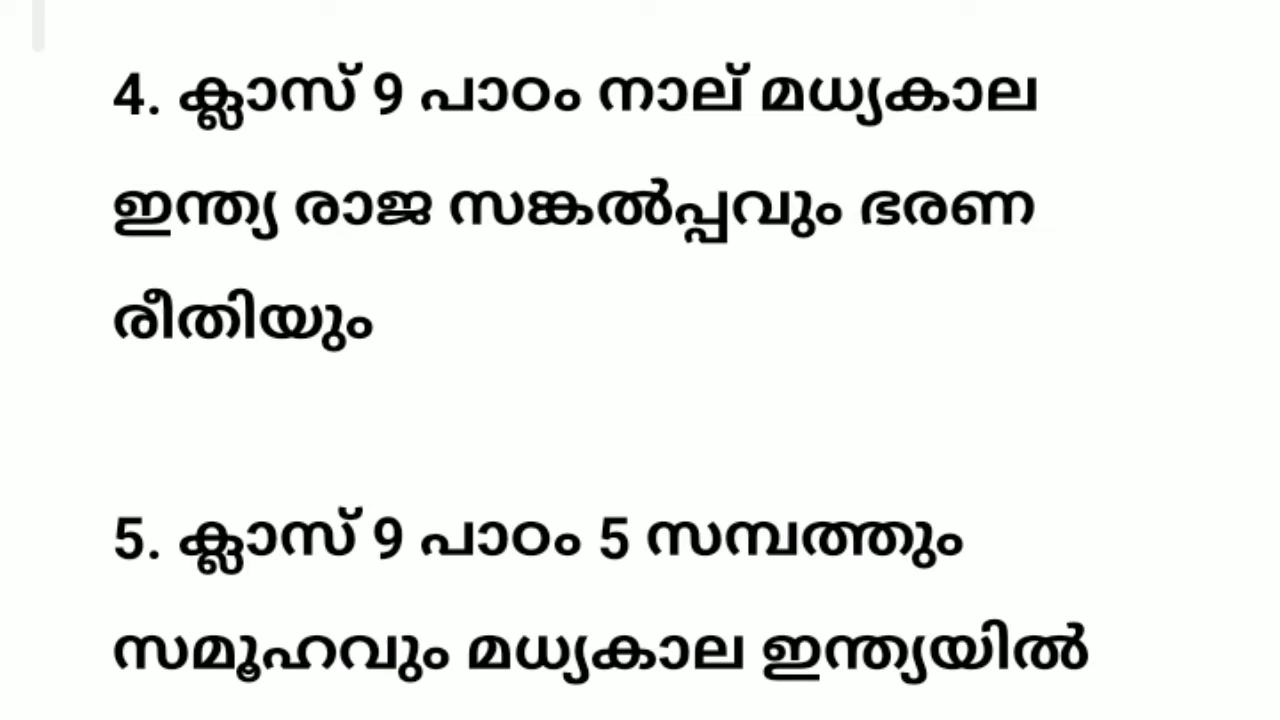 4. ക്ലാസ് 9 പാഠം നാല് മധ്യകാല
ഇന്ത്യ രാജ സങ്കൽപ്പവും ഭരണ
രീതിയും
5. ക്ലാസ് 9 പാഠം 5 സമ്പത്തും
സമൂഹവും മധ്യകാല ഇന്ത്യയിൽ